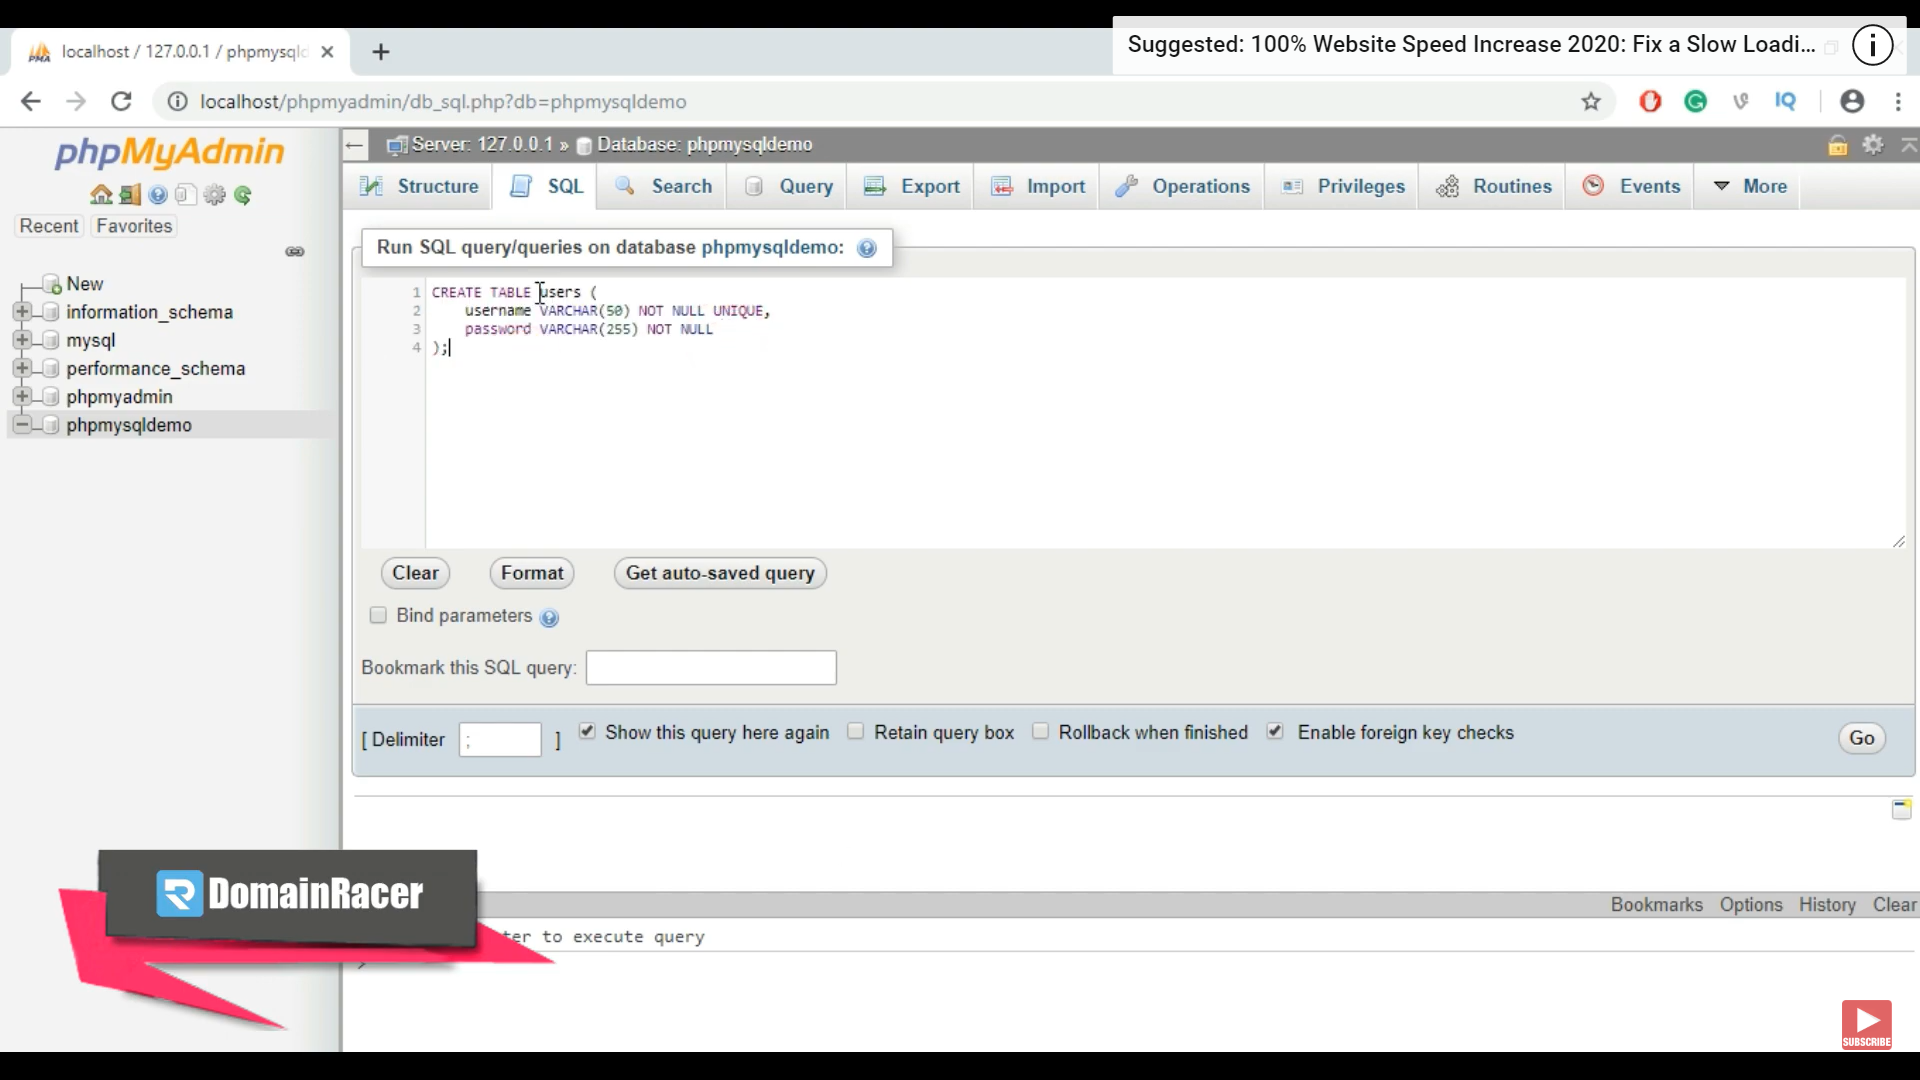 localhost / 127.0.0.1 / phpmysqld
Suggested: 100% Website Speed Increase 2020: Fix a Slow Loadi...
localhost/phpmyadmin/db_sql.php?db=phpmysqldemo
IQ
phpMyAdmin
Server: 127.0.0.1 » Database: phpmysqldemo
Structure SQL Search Query Export Import Operations Privileges Routines Events More
Recent Favorites
Run SQL query/queries on database phpmysqldemo:
New
information_schema
mysql
performance_schema
phpmyadmin
phpmysqldemo
1 CREATE TABLE users (
2 username VARCHAR(50) NOT NULL UNIQUE,
3 password VARCHAR(255) NOT NULL
4 );
Clear Format Get auto-saved query
Bind parameters
Bookmark this SQL query:
[ Delimiter ; ] Show this query here again Retain query box Rollback when finished Enable foreign key checks Go
DomainRacer
Bookmarks Options History Clear
to execute query
>
SUBSCRIBE